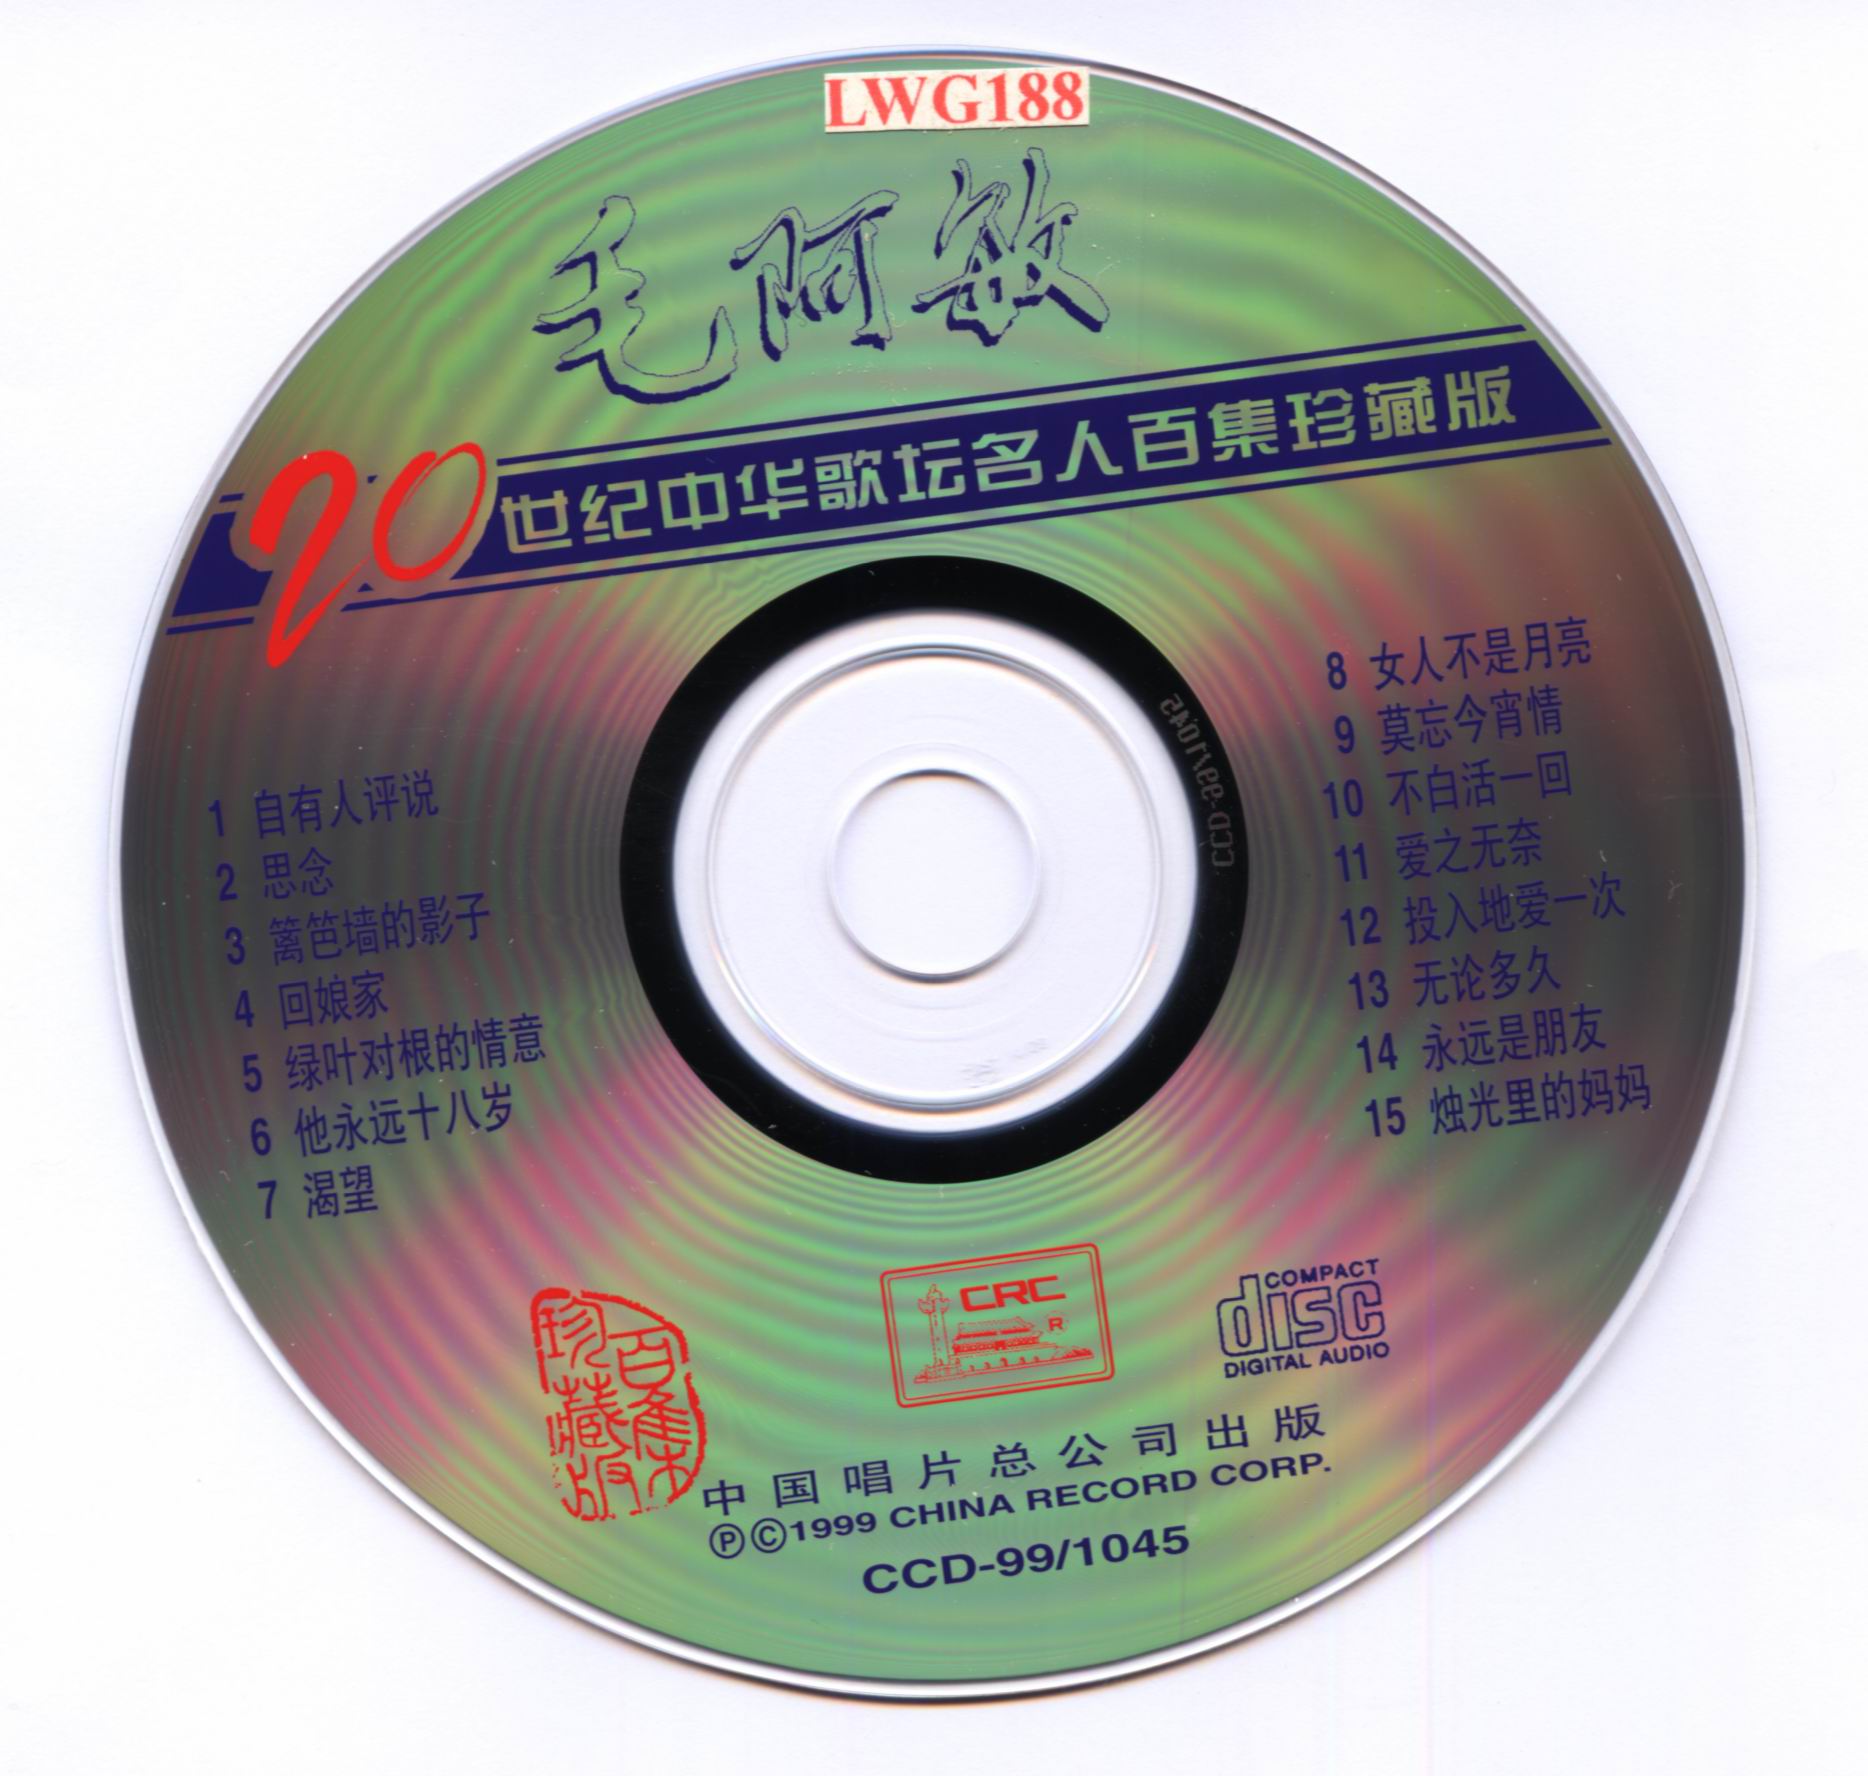 LWG188
毛阿敏
20世纪中华歌坛名人百集珍藏版
1 自有人评说
2 思念
3 篱笆墙的影子
4 回娘家
5 绿叶对根的情意
6 他永远十八岁
7 渴望
8 女人不是月亮
9 莫忘今宵情
10 不白活一回
11 爱之无奈
12 投入地爱一次
13 无论多久
14 永远是朋友
15 烛光里的妈妈
CCD-99/1045
百集
珍藏版
CRC
R
COMPACT
disc
DIGITAL AUDIO
中国唱片总公司出版
ⓅⒸ1999 CHINA RECORD CORP.
CCD-99/1045